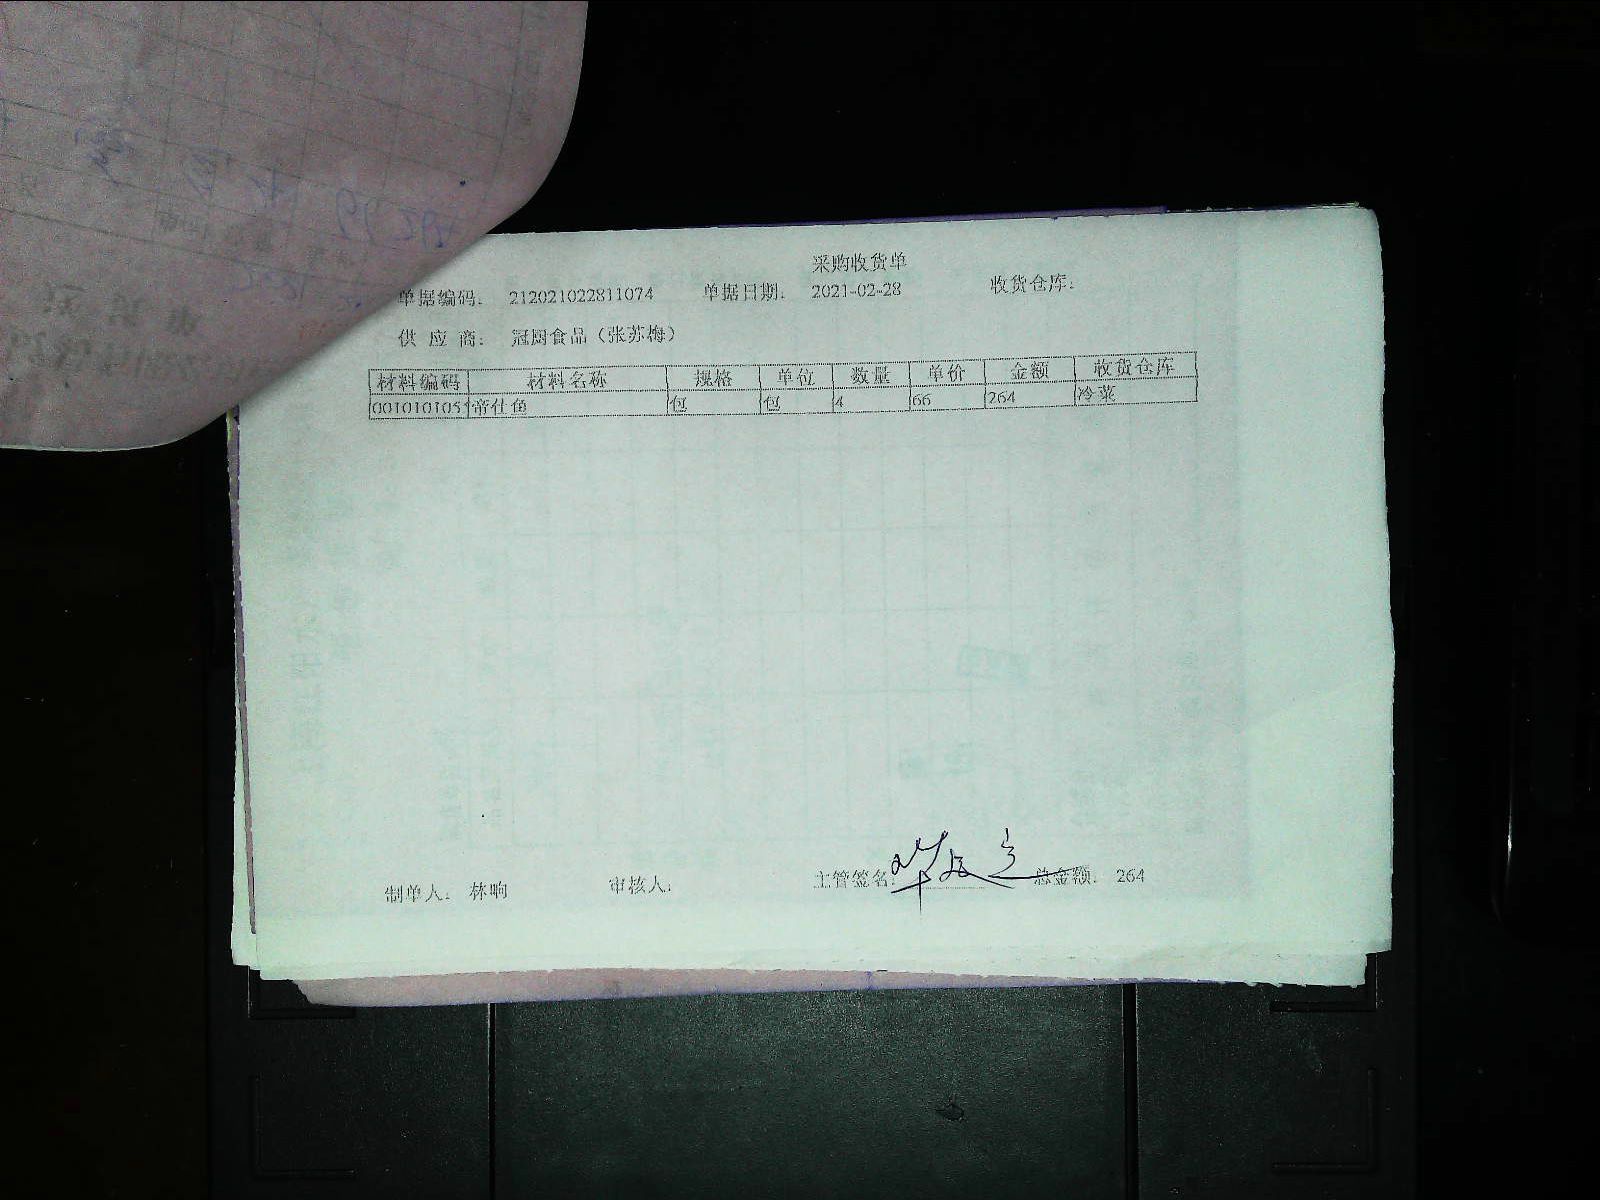 采购收货单
单据编码： 212021022811074 单据日期： 2021-02-28 收货仓库：
供应商： 冠厨食品（张苏梅）
材料编码 材料名称 规格 单位 数量 单价 金额 收货仓库
帝仕鱼 包 包 4 66 264 冷菜
制单人： 林响 审核人： 主管签名： 总金额： 264